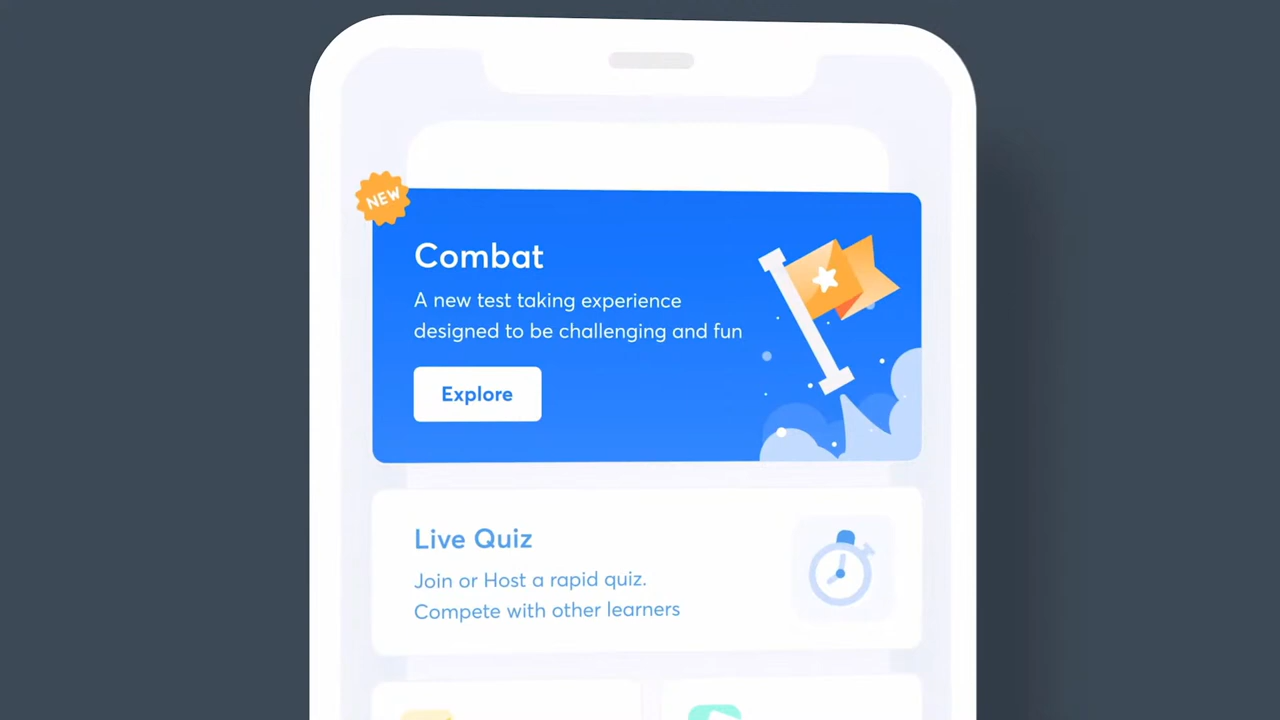 NEW
Combat
A new test taking experience
designed to be challenging and fun
Explore
Live Quiz
Join or Host a rapid quiz.
Compete with other learners